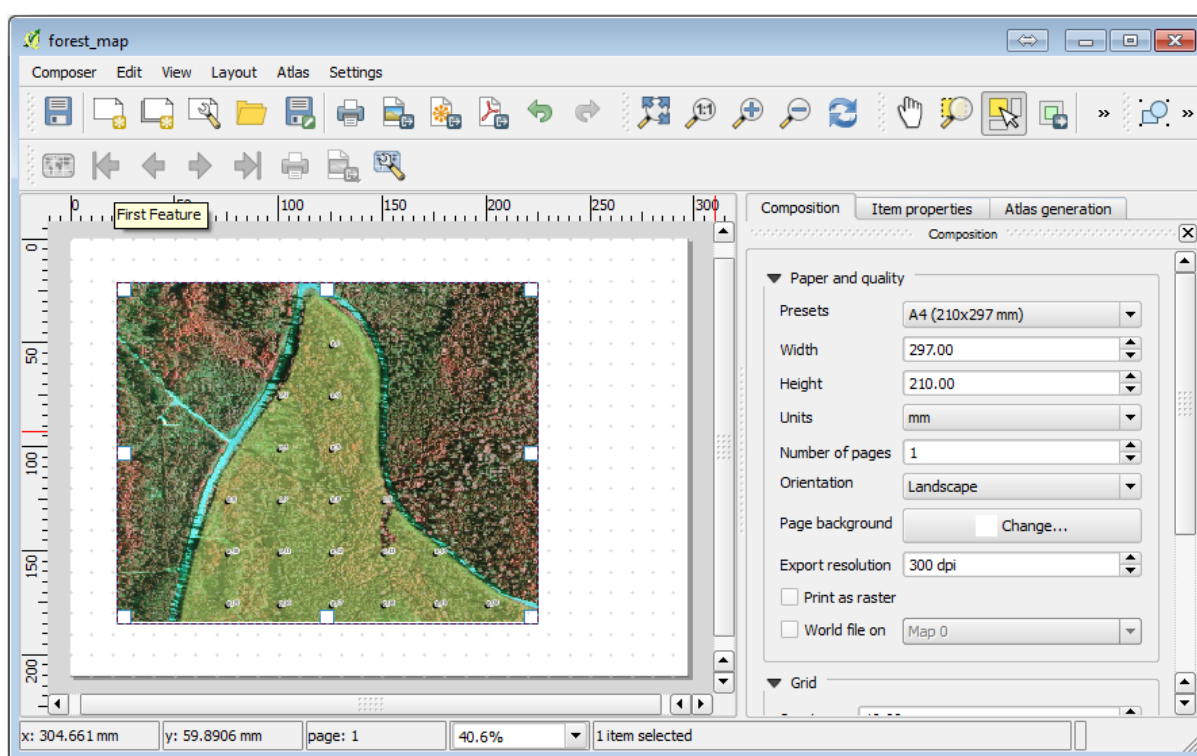 forest_map
Composer Edit View Layout Atlas Settings
1:1
» »
First Feature
0 50 100 150 200 250 300
0
50
100
150
200
Composition Item properties Atlas generation
Composition
Paper and quality
Presets A4 (210x297 mm)
Width 297.00
Height 210.00
Units mm
Number of pages 1
Orientation Landscape
Page background Change...
Export resolution 300 dpi
Print as raster
World file on Map 0
Grid
x: 304.661 mm y: 59.8906 mm page: 1 40.6% 1 item selected